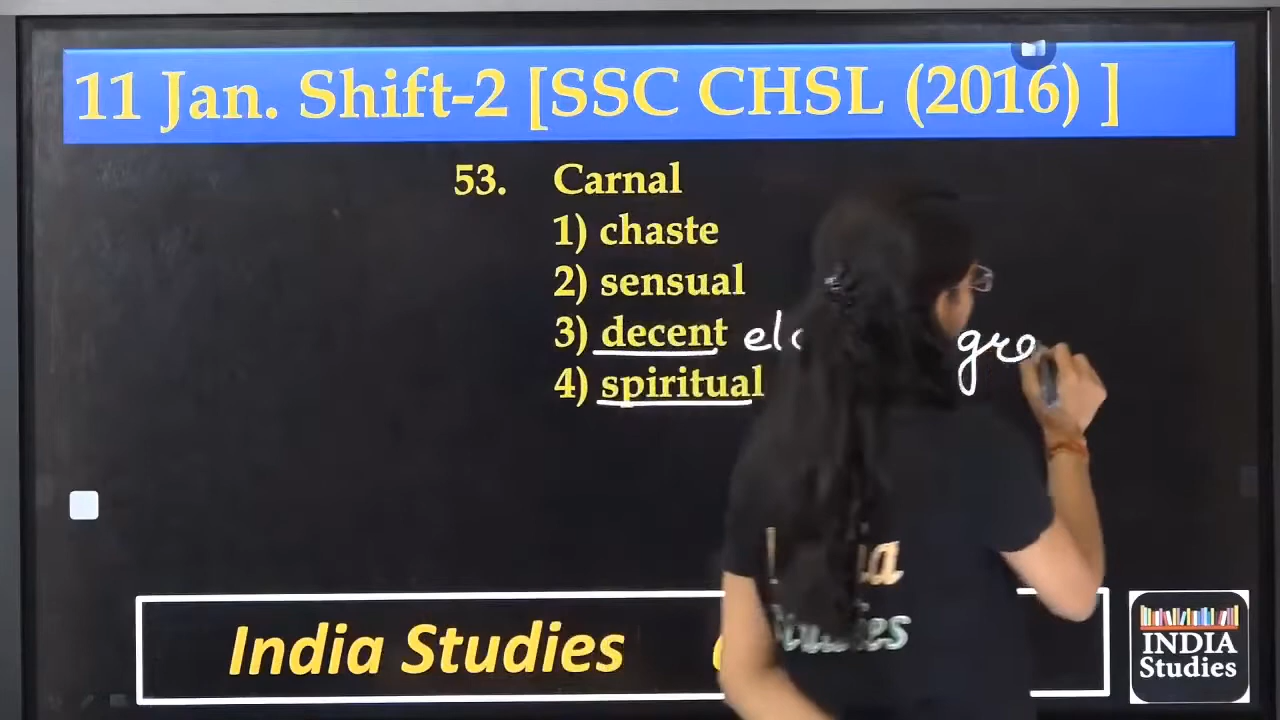 11 Jan. Shift-2 [SSC CHSL (2016) ]
53. Carnal
1) chaste
2) sensual
3) decent
4) spiritual
India Studies
Studies
INDIA
Studies